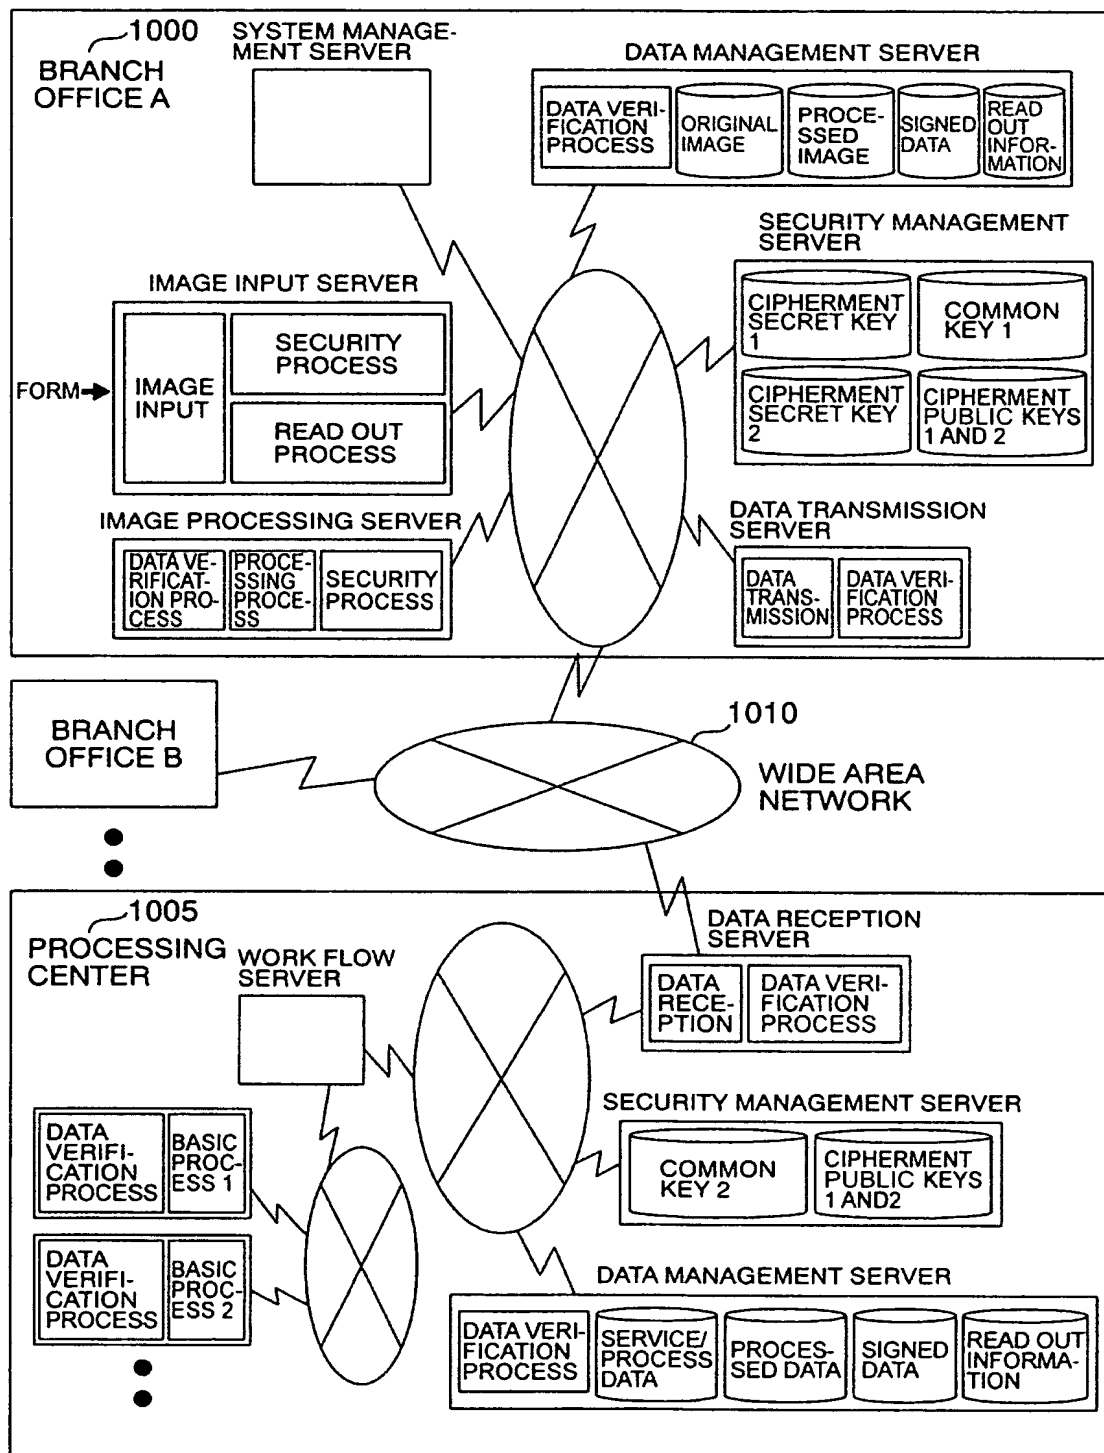 1000
BRANCH
OFFICE A
SYSTEM MANAGE-
MENT SERVER
DATA MANAGEMENT SERVER
DATA VERI-
FICATION
PROCESS
ORIGINAL
IMAGE
PROCE-
SSED
IMAGE
SIGNED
DATA
READ
OUT
INFOR-
MATION
SECURITY MANAGEMENT
SERVER
CIPHERMENT
SECRET KEY
1
COMMON
KEY 1
CIPHERMENT
SECRET KEY
2
CIPHERMENT
PUBLIC KEYS
1 AND 2
IMAGE INPUT SERVER
FORM
IMAGE
INPUT
SECURITY
PROCESS
READ OUT
PROCESS
IMAGE PROCESSING SERVER
DATA VE-
RIFICAT-
ION PRO-
CESS
PROCE-
SSING
PROCE-
SS
SECURITY
PROCESS
DATA TRANSMISSION
SERVER
DATA
TRANS-
MISSION
DATA VERI-
FICATION
PROCESS
BRANCH
OFFICE B
1010
WIDE AREA
NETWORK
1005
PROCESSING
CENTER
WORK FLOW
SERVER
DATA RECEPTION
SERVER
DATA
RECE-
PTION
DATA VERI-
FICATION
PROCESS
SECURITY MANAGEMENT SERVER
COMMON
KEY 2
CIPHERMENT
PUBLIC KEYS
1 AND2
DATA
VERIFI-
CATION
PROCESS
BASIC
PROC-
ESS 1
DATA
VERIFI-
CATION
PROCESS
BASIC
PROC-
ESS 2
DATA MANAGEMENT SERVER
DATA VERI-
FICATION
PROCESS
SERVICE/
PROCESS
DATA
PROCES-
SED DATA
SIGNED
DATA
READ OUT
INFORMA-
TION